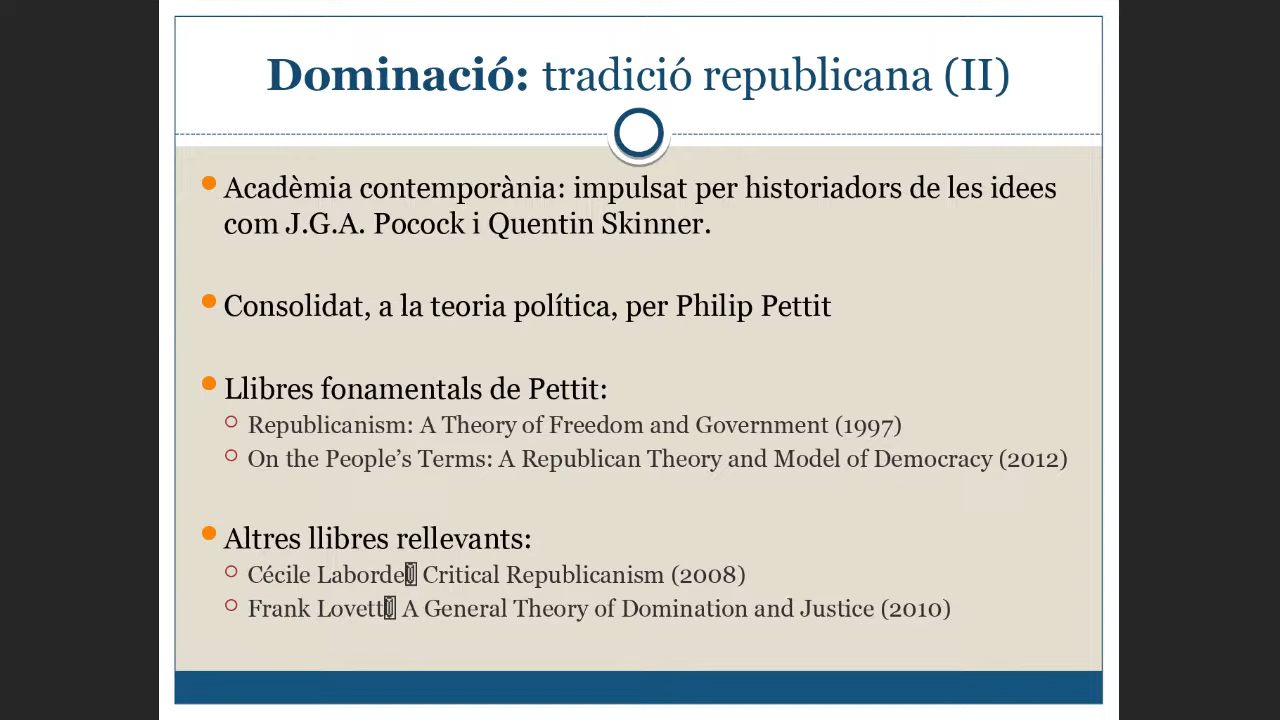 Dominació: tradició republicana (II)
Acadèmia contemporània: impulsat per historiadors de les idees
com J.G.A. Pocock i Quentin Skinner.
Consolidat, a la teoria política, per Philip Pettit
Llibres fonamentals de Pettit:
Republicanism: A Theory of Freedom and Government (1997)
On the People’s Terms: A Republican Theory and Model of Democracy (2012)
Altres llibres rellevants:
Cécile Laborde Critical Republicanism (2008)
Frank Lovett A General Theory of Domination and Justice (2010)